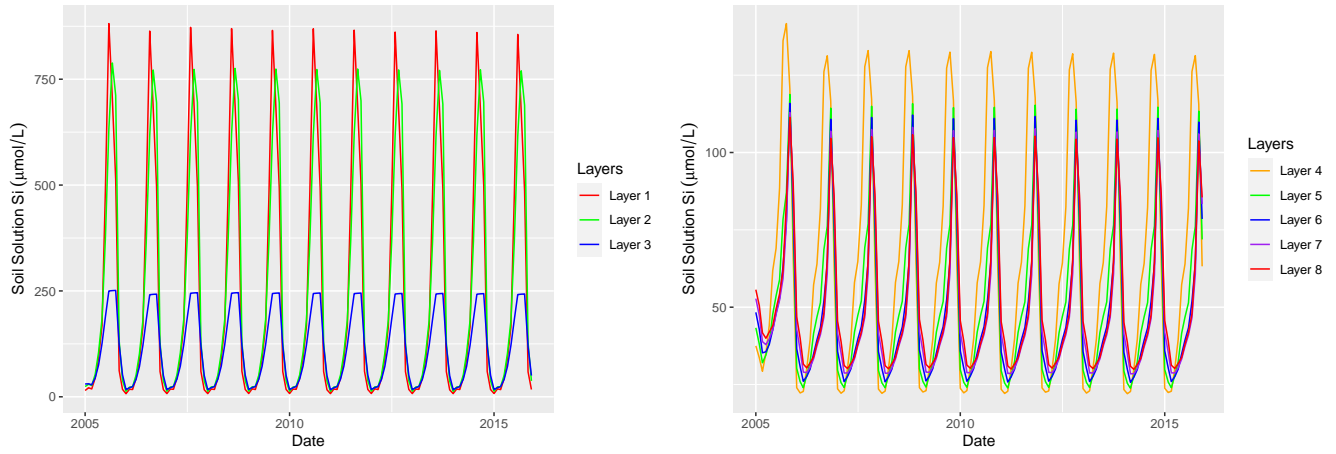 Soil Solution Si (μmol/L)
750
500
250
0
2005
2010
2015
Date
Layers
Layer 1
Layer 2
Layer 3
Soil Solution Si (μmol/L)
100
50
2005
2010
2015
Date
Layers
Layer 4
Layer 5
Layer 6
Layer 7
Layer 8